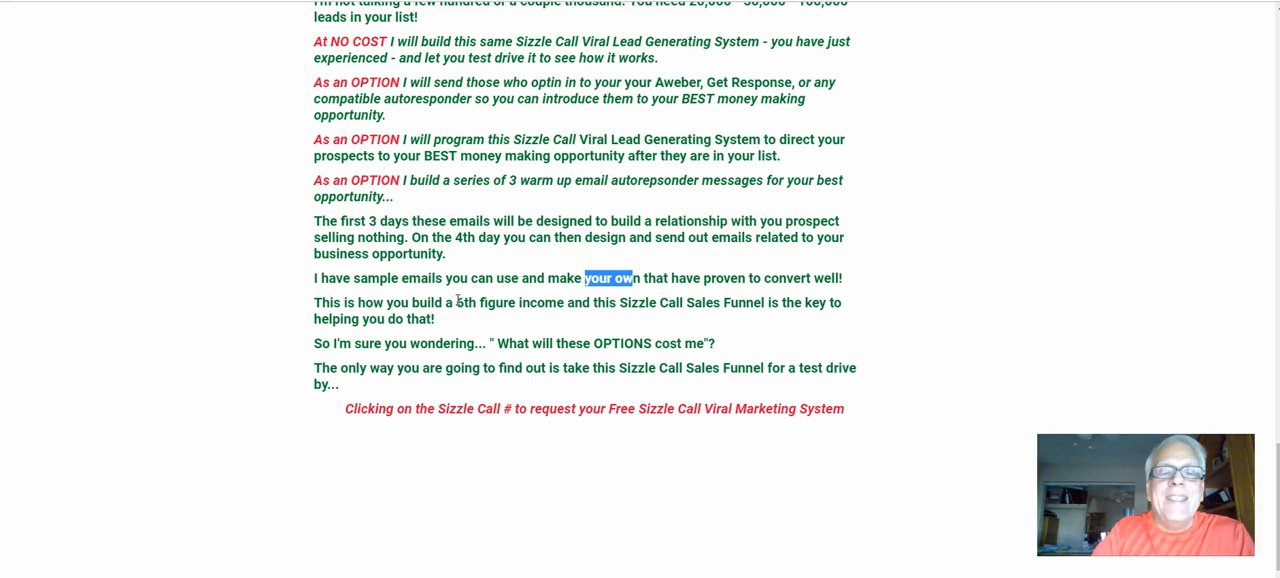 I'm not talking a few hundred or a couple thousand. You need 20,000 - 50,000 - 100,000
leads in your list!
At NO COST I will build this same Sizzle Call Viral Lead Generating System - you have just
experienced - and let you test drive it to see how it works.
As an OPTION I will send those who optin in to your your Aweber, Get Response, or any
compatible autoresponder so you can introduce them to your BEST money making
opportunity.
As an OPTION I will program this Sizzle Call Viral Lead Generating System to direct your
prospects to your BEST money making opportunity after they are in your list.
As an OPTION I build a series of 3 warm up email autorepsonder messages for your best
opportunity...
The first 3 days these emails will be designed to build a relationship with you prospect
selling nothing. On the 4th day you can then design and send out emails related to your
business opportunity.
I have sample emails you can use and make your own that have proven to convert well!
This is how you build a 6th figure income and this Sizzle Call Sales Funnel is the key to
helping you do that!
So I'm sure you wondering... " What will these OPTIONS cost me"?
The only way you are going to find out is take this Sizzle Call Sales Funnel for a test drive
by...
Clicking on the Sizzle Call # to request your Free Sizzle Call Viral Marketing System